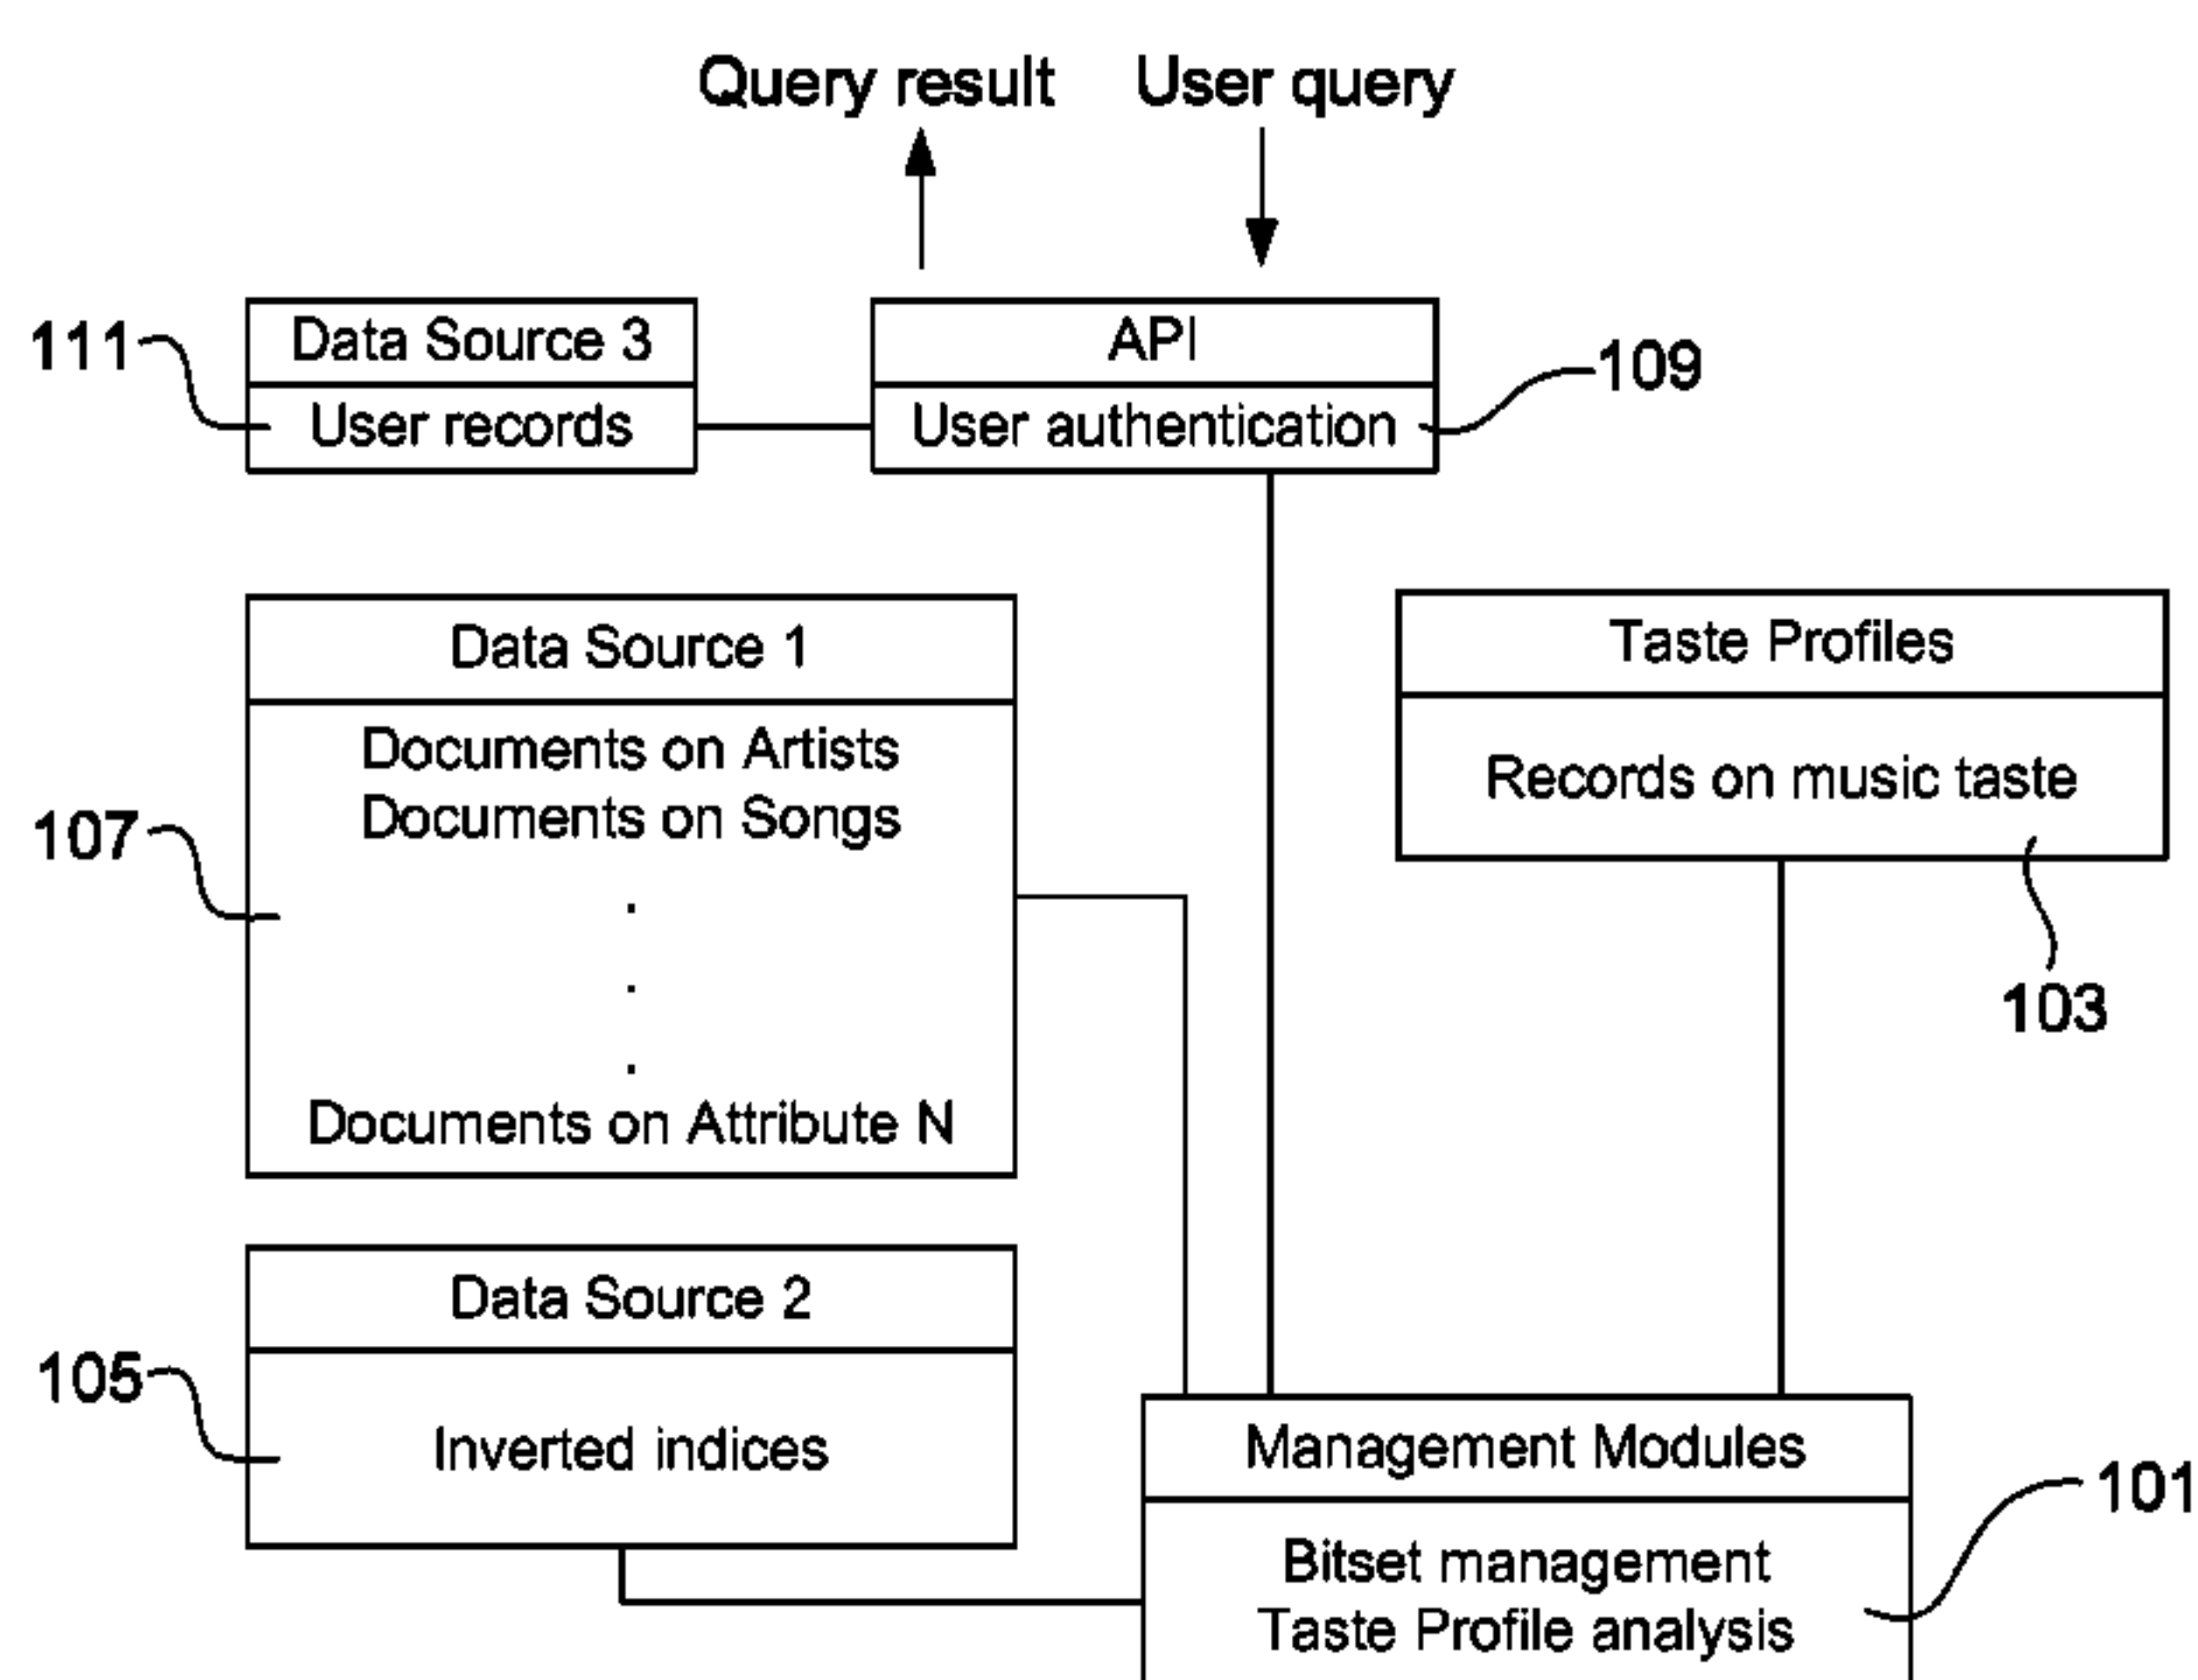 Query result
User query
111
Data Source 3
User records
API
User authentication
109
Data Source 1
Documents on Artists
Documents on Songs
.
.
.
Documents on Attribute N
107
Taste Profiles
Records on music taste
103
Data Source 2
Inverted indices
105
Management Modules
Bitset management
Taste Profile analysis
101